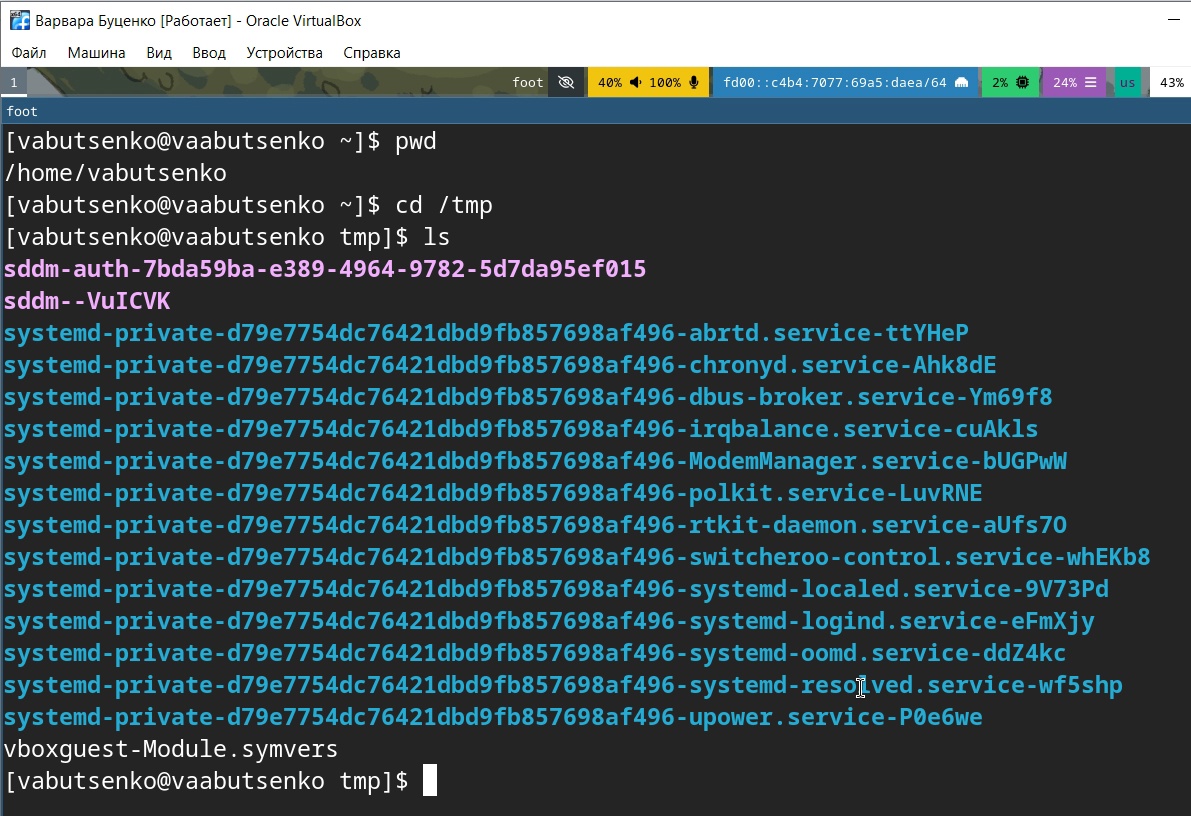 Варвара Буценко [Работает] - Oracle VirtualBox
Файл Машина Вид Ввод Устройства Справка
1 foot 40% 100% fd00::c4b4:7077:69a5:daea/64 2% 24% us 43%
foot
[vabutsenko@vaabutsenko ~]$ pwd
/home/vabutsenko
[vabutsenko@vaabutsenko ~]$ cd /tmp
[vabutsenko@vaabutsenko tmp]$ ls
sddm-auth-7bda59ba-e389-4964-9782-5d7da95ef015
sddm--VuICVK
systemd-private-d79e7754dc76421dbd9fb857698af496-abrtd.service-ttYHeP
systemd-private-d79e7754dc76421dbd9fb857698af496-chronyd.service-Ahk8dE
systemd-private-d79e7754dc76421dbd9fb857698af496-dbus-broker.service-Ym69f8
systemd-private-d79e7754dc76421dbd9fb857698af496-irqbalance.service-cuAkls
systemd-private-d79e7754dc76421dbd9fb857698af496-ModemManager.service-bUGPwW
systemd-private-d79e7754dc76421dbd9fb857698af496-polkit.service-LuvRNE
systemd-private-d79e7754dc76421dbd9fb857698af496-rtkit-daemon.service-aUfs7O
systemd-private-d79e7754dc76421dbd9fb857698af496-switcheroo-control.service-whEKb8
systemd-private-d79e7754dc76421dbd9fb857698af496-systemd-localed.service-9V73Pd
systemd-private-d79e7754dc76421dbd9fb857698af496-systemd-logind.service-eFmXjy
systemd-private-d79e7754dc76421dbd9fb857698af496-systemd-oomd.service-ddZ4kc
systemd-private-d79e7754dc76421dbd9fb857698af496-systemd-resolved.service-wf5shp
systemd-private-d79e7754dc76421dbd9fb857698af496-upower.service-P0e6we
vboxguest-Module.symvers
[vabutsenko@vaabutsenko tmp]$